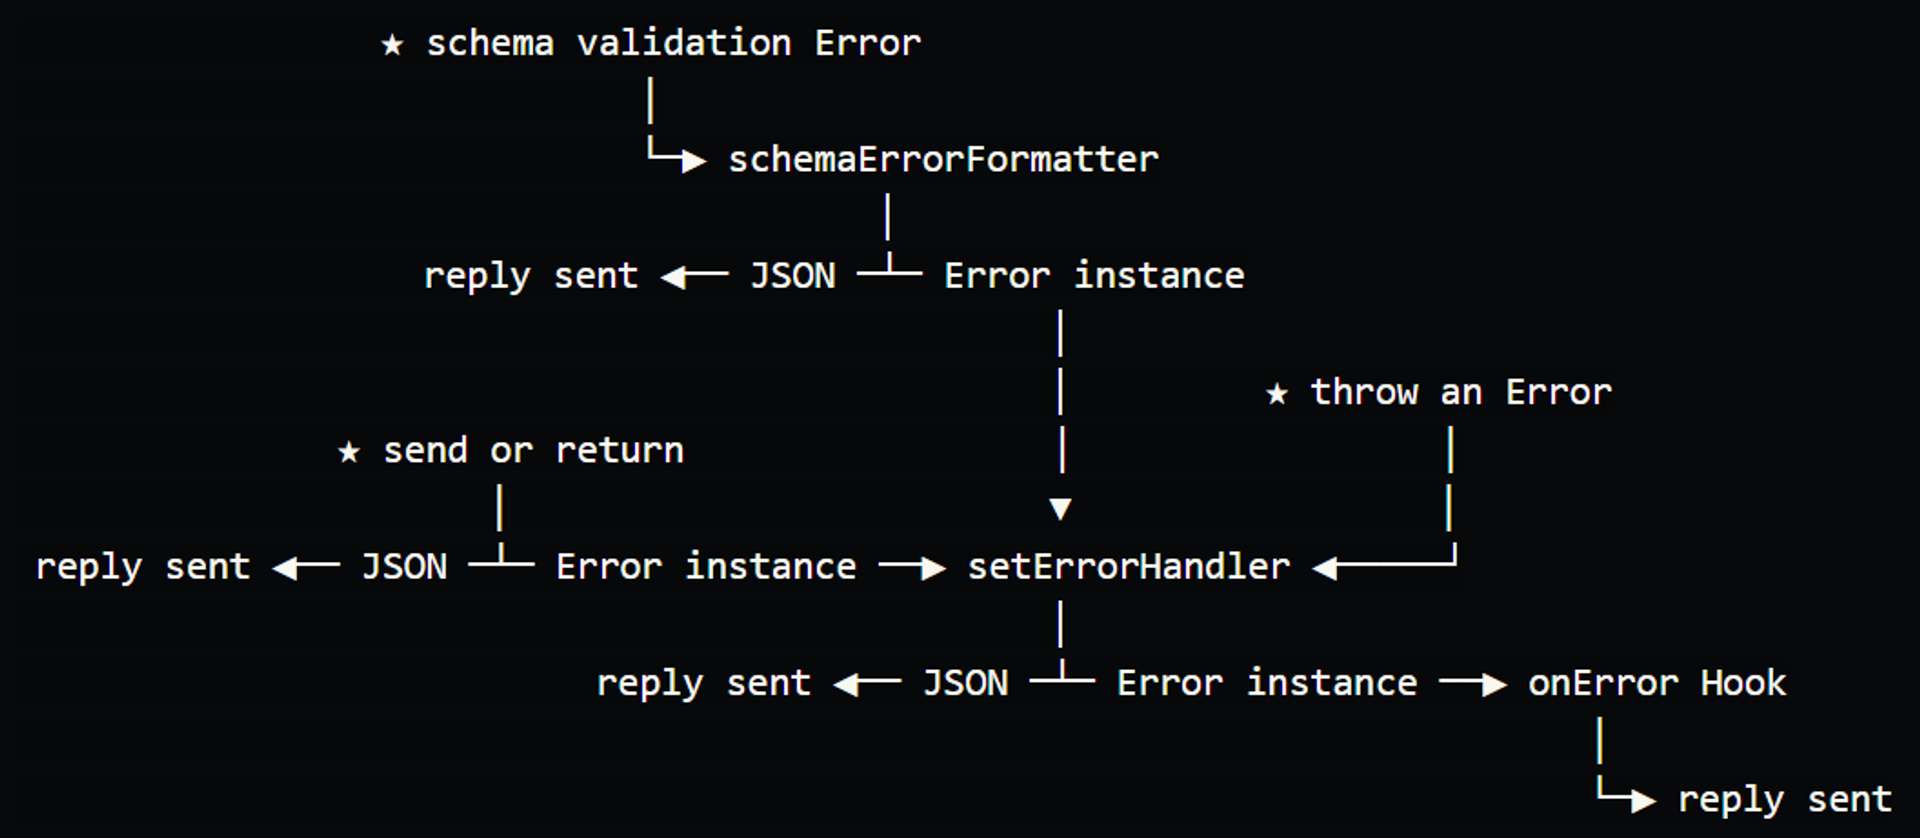 ★ schema validation Error
schemaErrorFormatter
reply sent ◀── JSON ─┴─ Error instance
★ throw an Error
★ send or return
reply sent ◀── JSON ─┴─ Error instance ──▶ setErrorHandler ◀─────┘
reply sent ◀── JSON ─┴─ Error instance ──▶ onError Hook
└─▶ reply sent